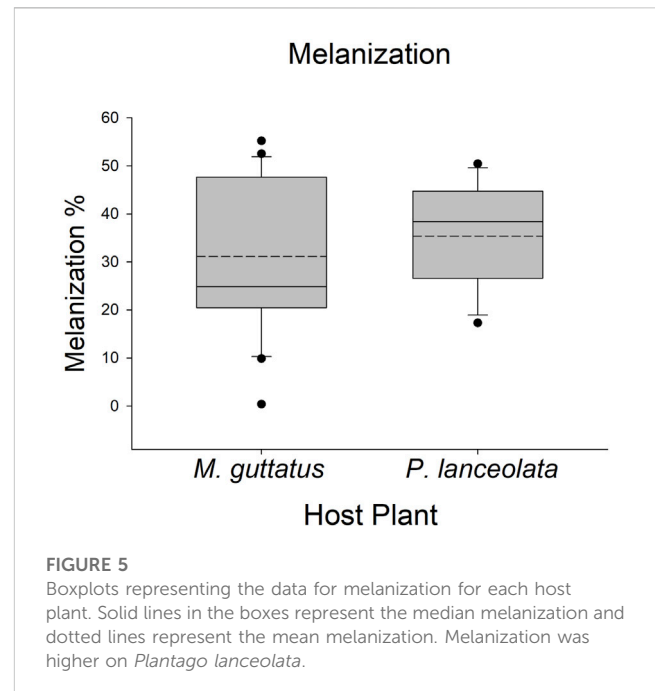 Melanization
60
50
40
30
20
10
0
Melanization %
M. guttatus P. lanceolata
Host Plant
FIGURE 5
Boxplots representing the data for melanization for each host
plant. Solid lines in the boxes represent the median melanization and
dotted lines represent the mean melanization. Melanization was
higher on Plantago lanceolata.